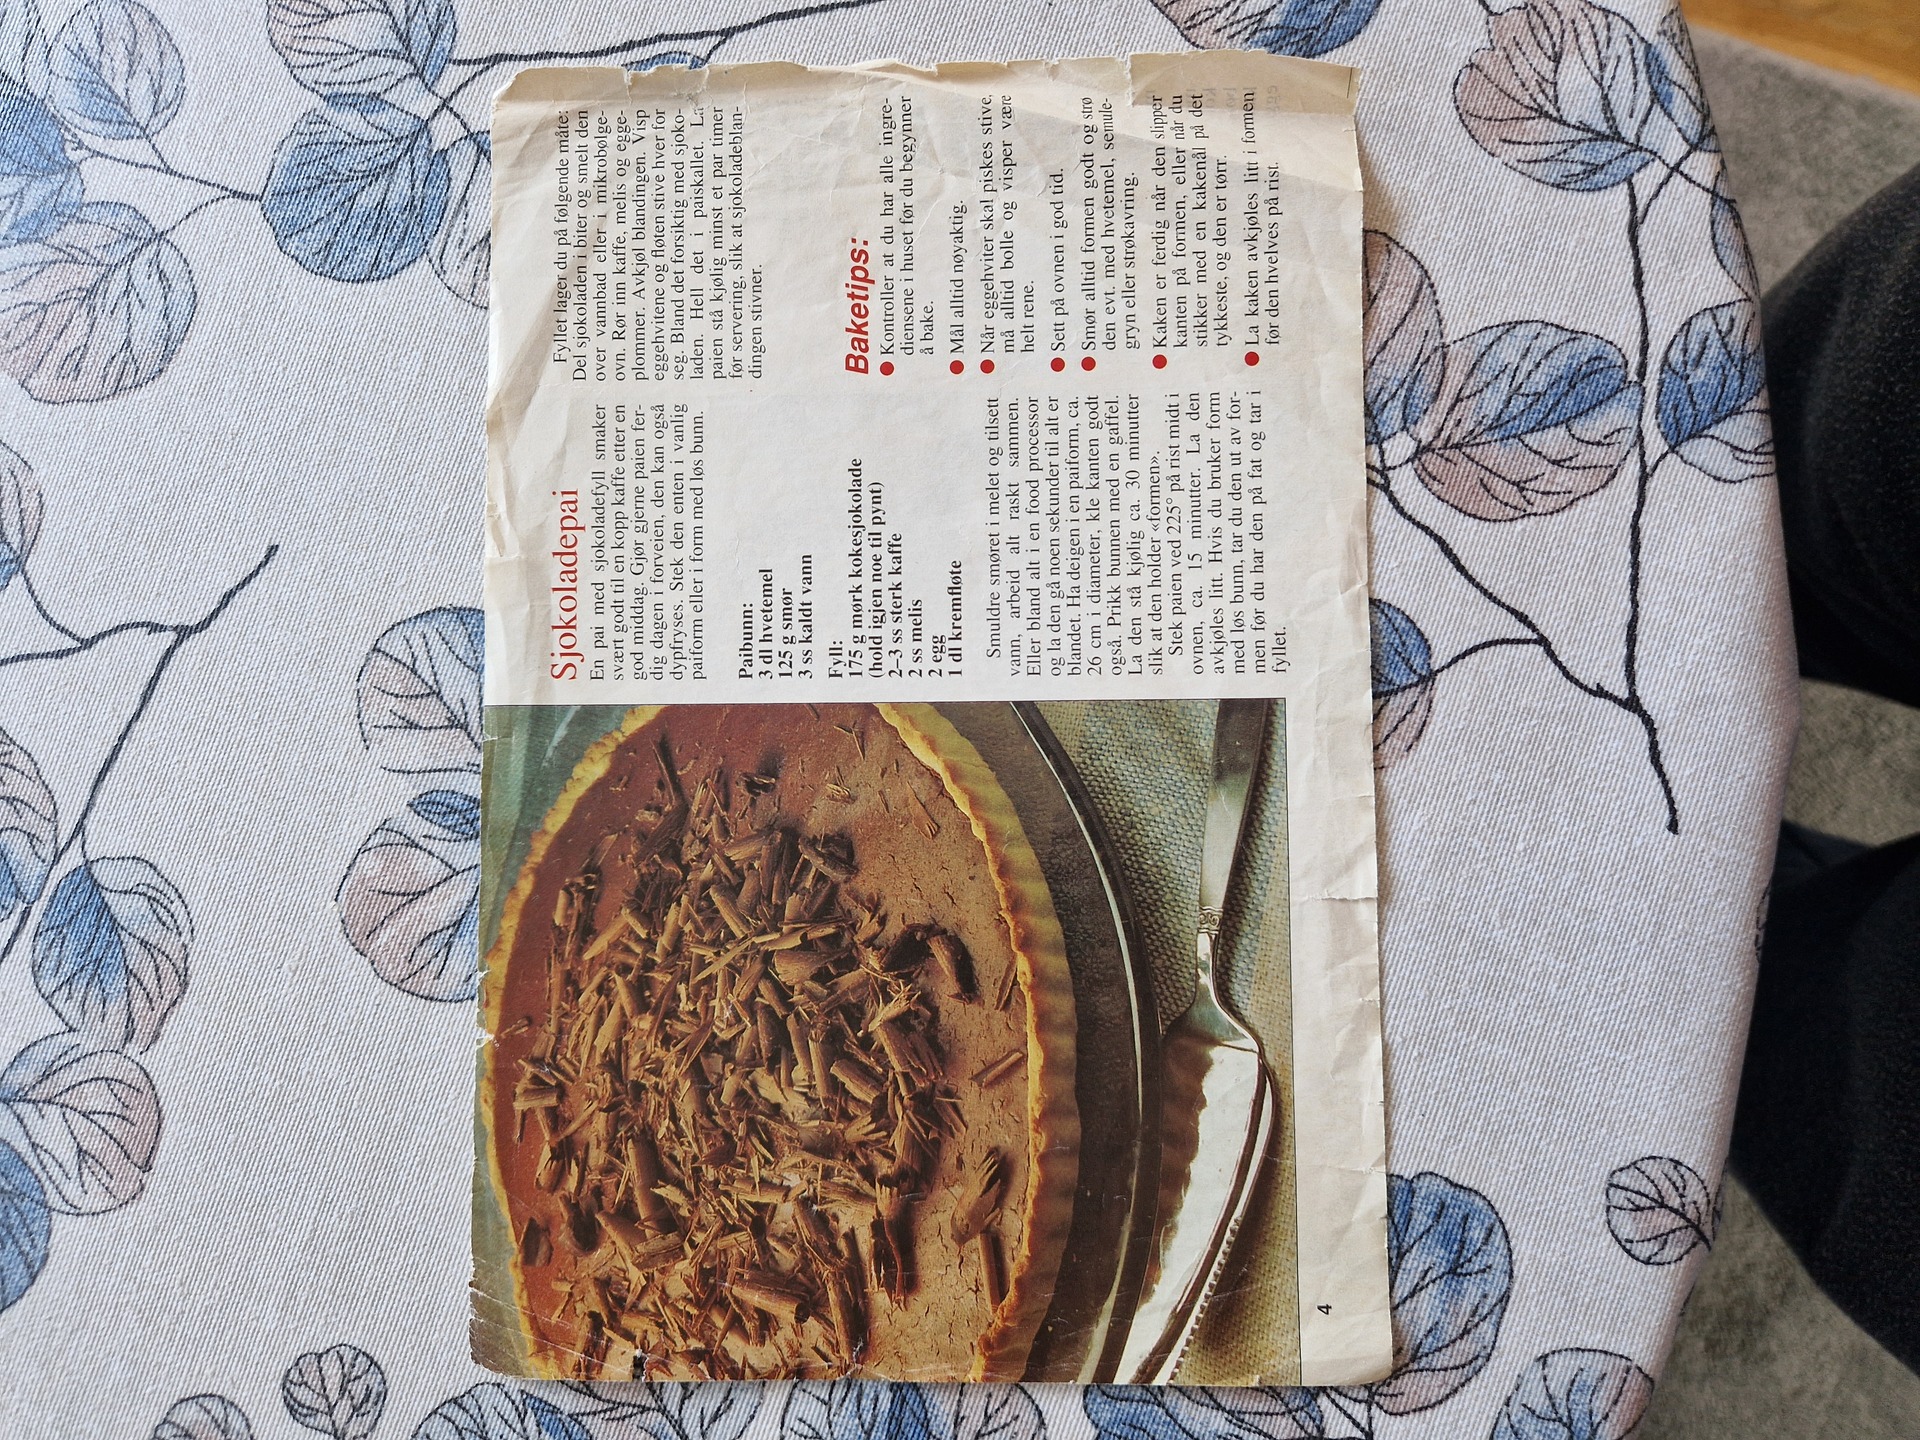 Sjokoladepai
En pai med sjokoladefyll smaker
svært godt til en kopp kaffe etter en
god middag. Gjør gjerne paien fer-
dig dagen i forveien, den kan også
dypfryses. Stek den enten i vanlig
paiform eller i form med løs bunn.
Paibunn:
3 dl hvetemel
125 g smør
3 ss kaldt vann
Fyll:
175 g mørk kokesjokolade
(hold igjen noe til pynt)
2–3 ss sterk kaffe
2 ss melis
2 egg
1 dl kremfløte
Smuldre smøret i melet og tilsett
vann, arbeid alt raskt sammen.
Eller bland alt i en food processor
og la den gå noen sekunder til alt er
blandet. Ha deigen i en paiform, ca.
26 cm i diameter, kle kanten godt
også. Prikk bunnen med en gaffel.
La den stå kjølig ca. 30 minutter
slik at den holder «formen».
Stek paien ved 225° på rist midt i
ovnen, ca. 15 minutter. La den
avkjøles litt. Hvis du bruker form
med løs bunn, tar du den ut av for-
men før du har den på fat og tar i
fyllet.
Fyllet lager du på følgende måte:
Del sjokoladen i biter og smelt den
over vannbad eller i mikrobølge-
ovn. Rør inn kaffe, melis og egge-
plommer. Avkjøl blandingen. Visp
eggehvitene og fløten stive hver for
seg. Bland det forsiktig med sjoko-
laden. Hell det i paiskallet. La
paien stå kjølig minst et par timer
før servering, slik at sjokoladeblan-
dingen stivner.
Baketips:
● Kontroller at du har alle ingre-
diensene i huset før du begynner
å bake.
● Mål alltid nøyaktig.
● Når eggehviter skal piskes stive,
må alltid bolle og visper være
helt rene.
● Sett på ovnen i god tid.
● Smør alltid formen godt og strø
den evt. med hvetemel, semule-
gryn eller strøkavring.
● Kaken er ferdig når den slipper
kanten på formen, eller når du
stikker med en kakenål på det
tykkeste, og den er tørr.
● La kaken avkjøles litt i formen
før den hvelves på rist.
4